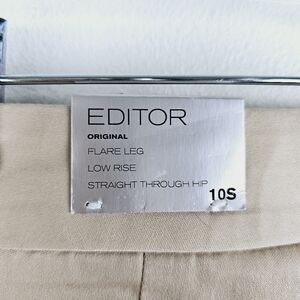 EDITOR
ORIGINAL
FLARE LEG
LOW RISE
STRAIGHT THROUGH HIP
10S